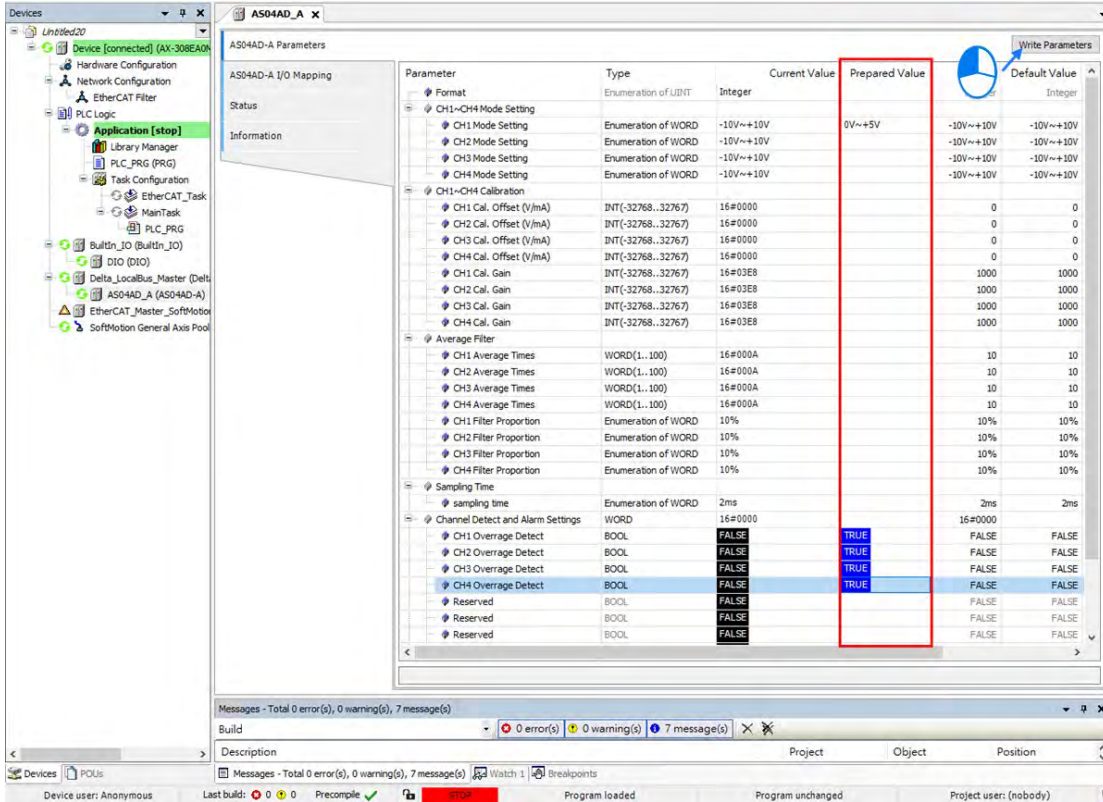 Devices
AS04AD_A
Untitled20
Device [connected] (AX-308EA0N
Hardware Configuration
Network Configuration
EtherCAT Filter
PLC Logic
Application [stop]
Library Manager
PLC_PRG (PRG)
Task Configuration
EtherCAT_Task
MainTask
PLC_PRG
BuiltIn_IO (BuiltIn_IO)
DIO (DIO)
Delta_LocalBus_Master (Delt
AS04AD_A (AS04AD-A)
EtherCAT_Master_SoftMotio
SoftMotion General Axis Pool
AS04AD-A Parameters
AS04AD-A I/O Mapping
Status
Information
Write Parameters
Parameter Type Current Value Prepared Value Default Value
Format Enumeration of UINT Integer Integer
CH1~CH4 Mode Setting
CH1 Mode Setting Enumeration of WORD -10V~+10V 0V~+5V -10V~+10V -10V~+10V
CH2 Mode Setting Enumeration of WORD -10V~+10V -10V~+10V -10V~+10V
CH3 Mode Setting Enumeration of WORD -10V~+10V -10V~+10V -10V~+10V
CH4 Mode Setting Enumeration of WORD -10V~+10V -10V~+10V -10V~+10V
CH1~CH4 Calibration
CH1 Cal. Offset (V/mA) INT(-32768..32767) 16#0000 0 0
CH2 Cal. Offset (V/mA) INT(-32768..32767) 16#0000 0 0
CH3 Cal. Offset (V/mA) INT(-32768..32767) 16#0000 0 0
CH4 Cal. Offset (V/mA) INT(-32768..32767) 16#0000 0 0
CH1 Cal. Gain INT(-32768..32767) 16#03E8 1000 1000
CH2 Cal. Gain INT(-32768..32767) 16#03E8 1000 1000
CH3 Cal. Gain INT(-32768..32767) 16#03E8 1000 1000
CH4 Cal. Gain INT(-32768..32767) 16#03E8 1000 1000
Average Filter
CH1 Average Times WORD(1..100) 16#000A 10 10
CH2 Average Times WORD(1..100) 16#000A 10 10
CH3 Average Times WORD(1..100) 16#000A 10 10
CH4 Average Times WORD(1..100) 16#000A 10 10
CH1 Filter Proportion Enumeration of WORD 10% 10% 10%
CH2 Filter Proportion Enumeration of WORD 10% 10% 10%
CH3 Filter Proportion Enumeration of WORD 10% 10% 10%
CH4 Filter Proportion Enumeration of WORD 10% 10% 10%
Sampling Time
sampling time Enumeration of WORD 2ms 2ms 2ms
Channel Detect and Alarm Settings WORD 16#0000 16#0000
CH1 Overrage Detect BOOL FALSE TRUE FALSE FALSE
CH2 Overrage Detect BOOL FALSE TRUE FALSE FALSE
CH3 Overrage Detect BOOL FALSE TRUE FALSE FALSE
CH4 Overrage Detect BOOL FALSE TRUE FALSE FALSE
Reserved BOOL FALSE FALSE FALSE
Reserved BOOL FALSE FALSE FALSE
Reserved BOOL FALSE FALSE FALSE
Messages - Total 0 error(s), 0 warning(s), 7 message(s)
Build 0 error(s) 0 warning(s) 7 message(s)
Description Project Object Position
Devices POUs
Messages - Total 0 error(s), 0 warning(s), 7 message(s) Watch 1 Breakpoints
Device user: Anonymous Last build: 0 0 Precompile STOP Program loaded Program unchanged Project user: (nobody)